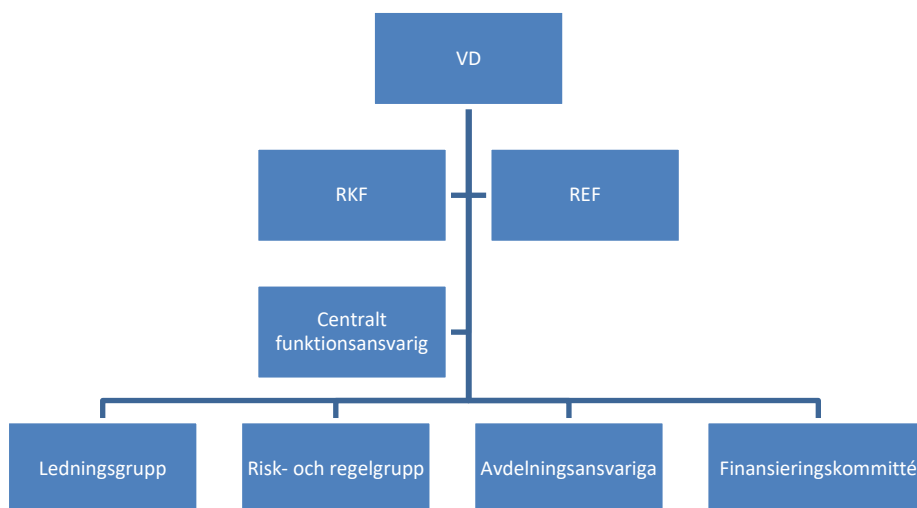 VD
RKF
REF
Centralt
funktionsansvarig
Ledningsgrupp
Risk- och regelgrupp
Avdelningsansvariga
Finansieringskommitté